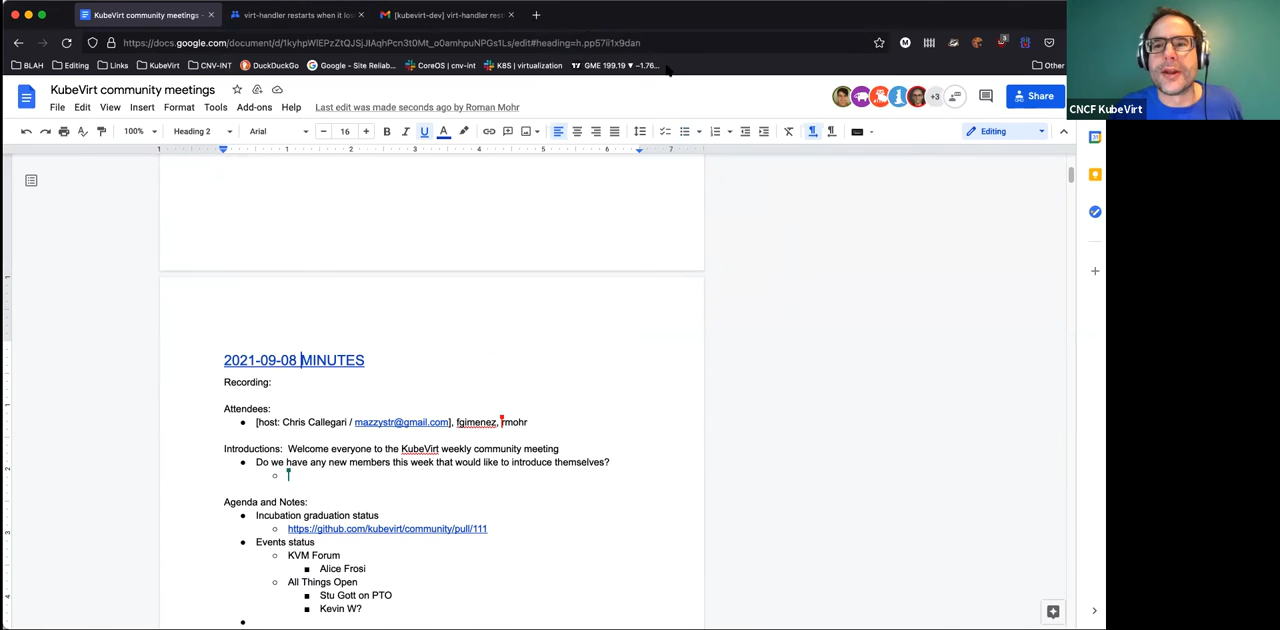 KubeVirt community meetings -
virt-handler restarts when it los
[kubevirt-dev] virt-handler rest
https://docs.google.com/document/d/1kyhpWlEPzZtQJSjJIAqhPcn3t0Mt_o0amhpuNPGs1Ls/edit#heading=h.pp57ii1x9dan
BLAH Editing Links KubeVirt CNV-INT DuckDuckGo Google - Site Reliab... CoreOS | cnv-int K8S | virtualization GME 199.19 ▼ −1.76... Other
KubeVirt community meetings
File Edit View Insert Format Tools Add-ons Help Last edit was made seconds ago by Roman Mohr
+3
Share
CNCF KubeVirt
100% Heading 2 Arial 16 Editing
2021-09-08 MINUTES
Recording:
Attendees:
[host: Chris Callegari / mazzystr@gmail.com], fgimenez, rmohr
Introductions: Welcome everyone to the KubeVirt weekly community meeting
Do we have any new members this week that would like to introduce themselves?
Agenda and Notes:
Incubation graduation status
https://github.com/kubevirt/community/pull/111
Events status
KVM Forum
Alice Frosi
All Things Open
Stu Gott on PTO
Kevin W?